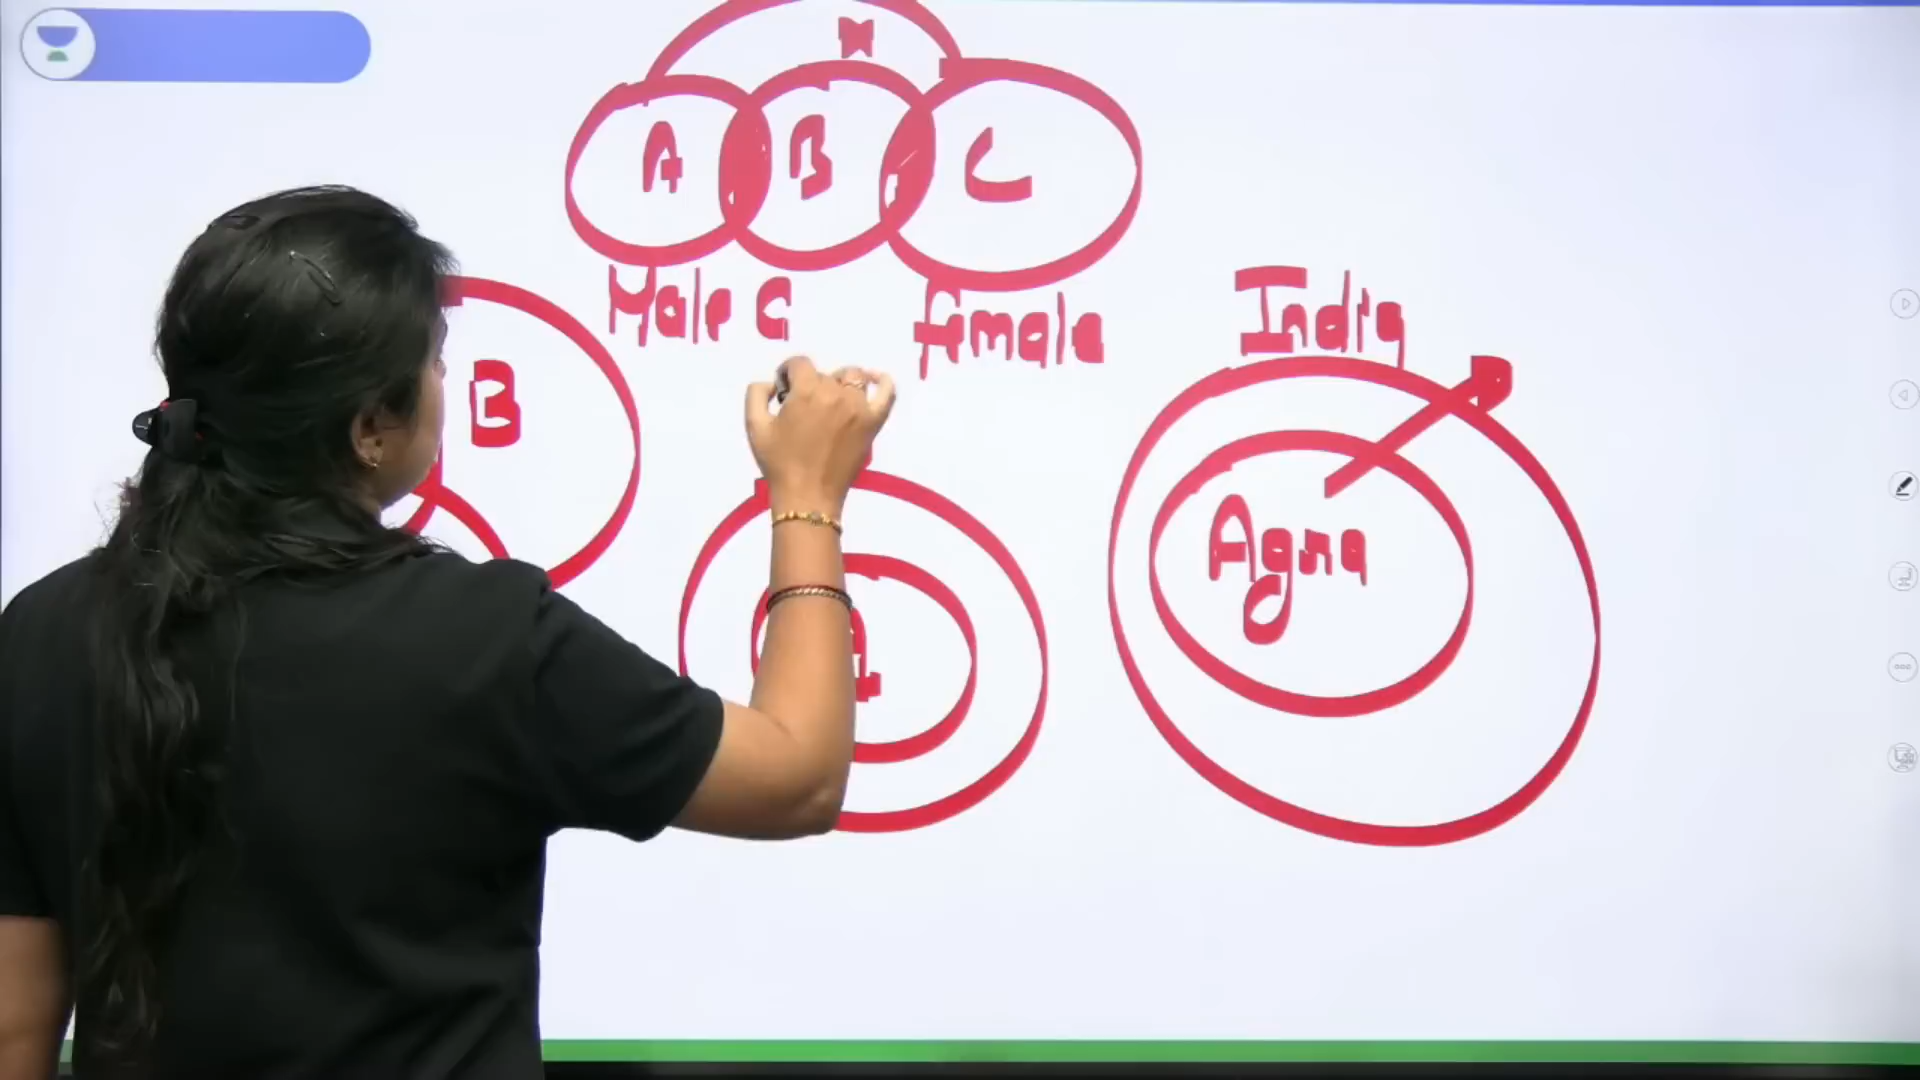 A B C
Male C female
India
B
Agra
A